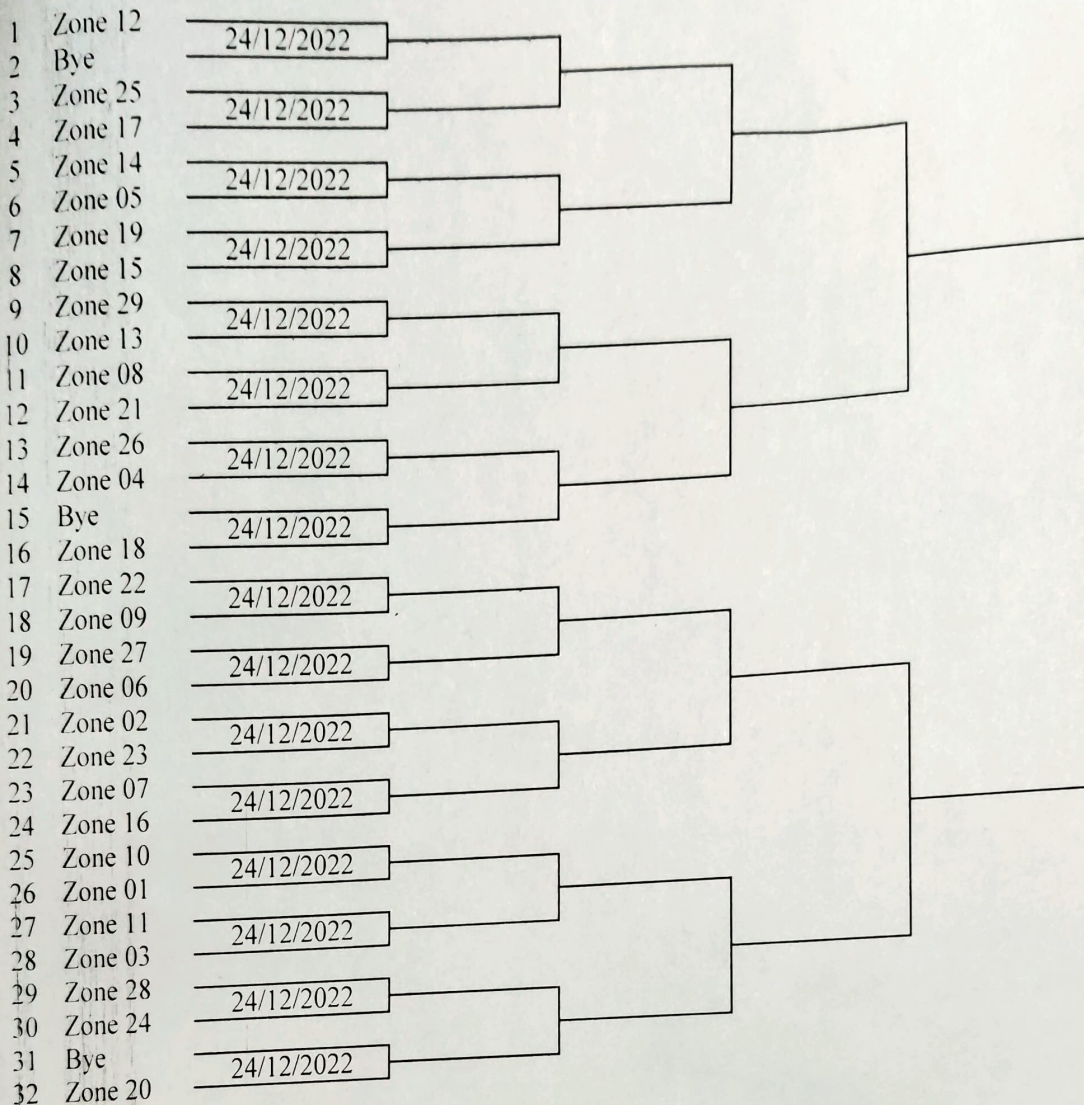 1 Zone 12
24/12/2022
2 Bye
3 Zone 25
24/12/2022
4 Zone 17
5 Zone 14
24/12/2022
6 Zone 05
7 Zone 19
24/12/2022
8 Zone 15
9 Zone 29
24/12/2022
10 Zone 13
11 Zone 08
24/12/2022
12 Zone 21
13 Zone 26
24/12/2022
14 Zone 04
15 Bye
24/12/2022
16 Zone 18
17 Zone 22
24/12/2022
18 Zone 09
19 Zone 27
24/12/2022
20 Zone 06
21 Zone 02
24/12/2022
22 Zone 23
23 Zone 07
24/12/2022
24 Zone 16
25 Zone 10
24/12/2022
26 Zone 01
27 Zone 11
24/12/2022
28 Zone 03
29 Zone 28
24/12/2022
30 Zone 24
31 Bye
24/12/2022
32 Zone 20